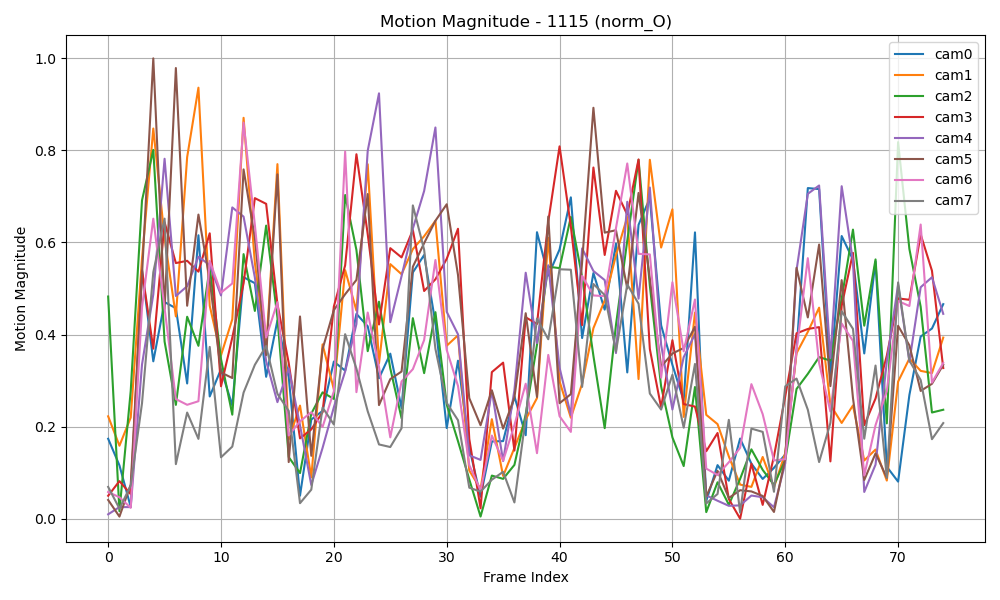 Motion Magnitude - 1115 (norm_O)
Motion Magnitude
1.0
0.8
0.6
0.4
0.2
0.0
0
10
20
30
40
50
60
70
Frame Index
cam0
cam1
cam2
cam3
cam4
cam5
cam6
cam7